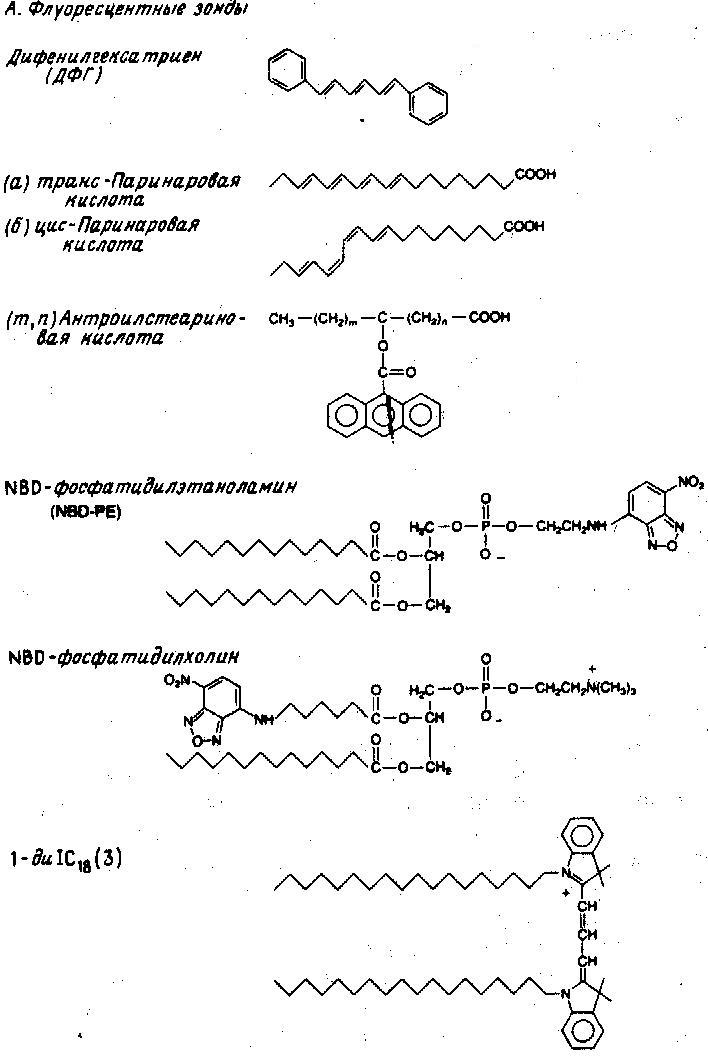 А. Флуоресцентные зонды
Дифенилгексатриен
(ДФГ)
(а) транс-Паринаровая
кислота
COOH
(б) цис-Паринаровая
кислота
COOH
(m,n) Антроилстеарино-
вая кислота
CH₃—(CH₂)ₘ—C—(CH₂)ₙ—COOH
O
C=O
NBD-фосфатидилэтаноламин
(NBD-PE)
NO₂
O
H₂C—O—P—O—CH₂CH₂NH
O
N
N
C—O—CH
O₋
N O
O
C—O—CH₂
NBD-фосфатидилхолин
O₂N
O
+
O
H₂C—O—P—O—CH₂CH₂N(CH₃)₃
N
NH
C—O—CH
O₋
O—N
O
C—O—CH₂
1-диIC₁₈(3)
N
+
CH
CH
CH
N